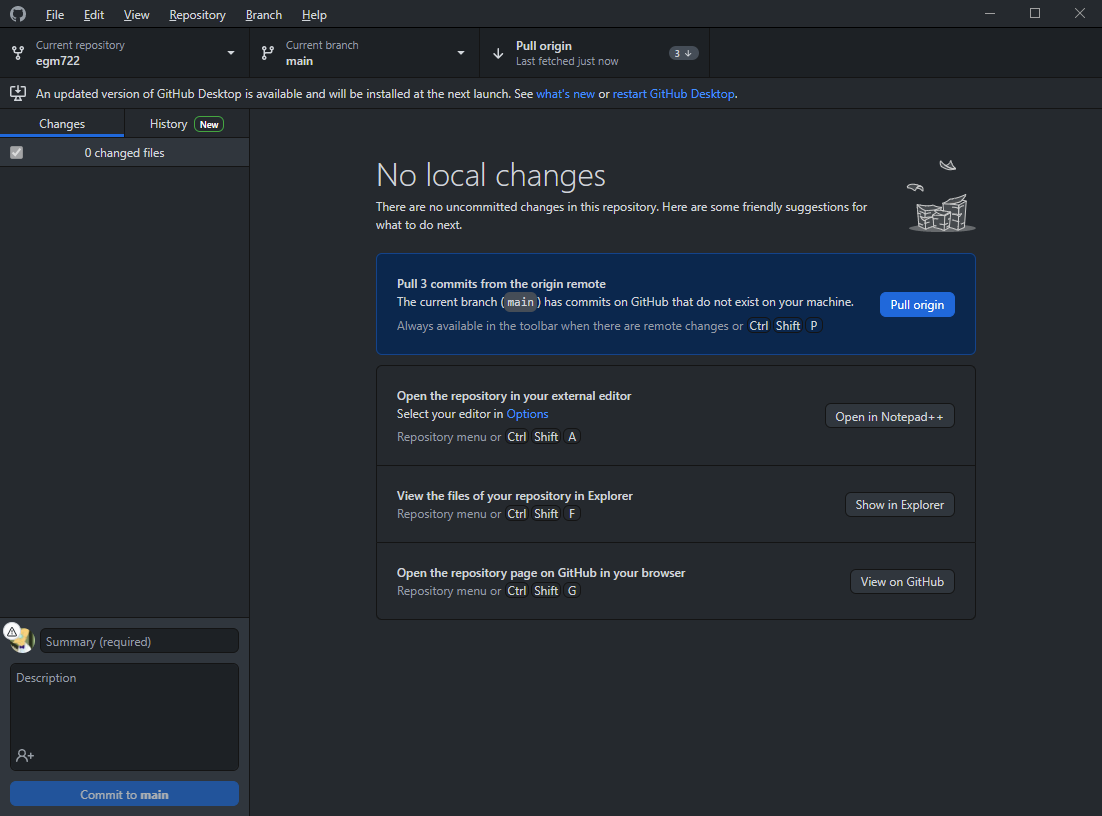 File Edit View Repository Branch Help
Current repository
egm722
Current branch
main
Pull origin
Last fetched just now
3
An updated version of GitHub Desktop is available and will be installed at the next launch. See what's new or restart GitHub Desktop.
Changes
History New
0 changed files
No local changes
There are no uncommitted changes in this repository. Here are some friendly suggestions for
what to do next.
Pull 3 commits from the origin remote
The current branch (main) has commits on GitHub that do not exist on your machine.
Always available in the toolbar when there are remote changes or Ctrl Shift P
Pull origin
Open the repository in your external editor
Select your editor in Options
Repository menu or Ctrl Shift A
Open in Notepad++
View the files of your repository in Explorer
Repository menu or Ctrl Shift F
Show in Explorer
Open the repository page on GitHub in your browser
Repository menu or Ctrl Shift G
View on GitHub
Summary (required)
Description
Commit to main